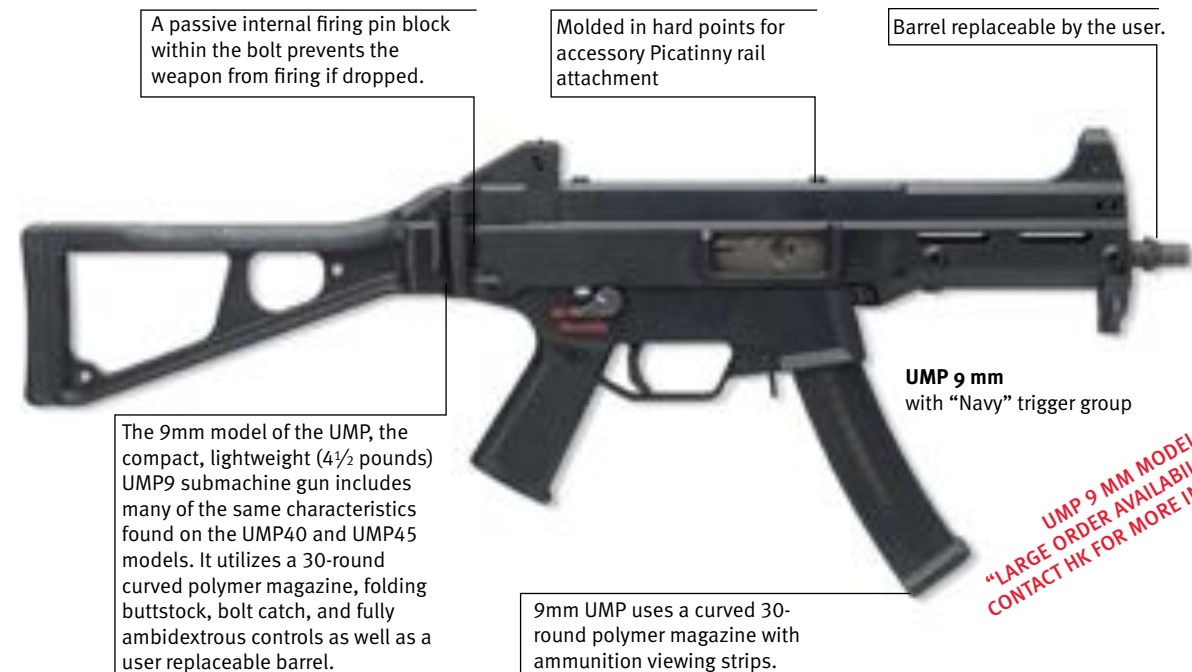 A passive internal firing pin block
within the bolt prevents the
weapon from firing if dropped.
Molded in hard points for
accessory Picatinny rail
attachment
Barrel replaceable by the user.
UMP 9 mm
with “Navy” trigger group
The 9mm model of the UMP, the
compact, lightweight (4½ pounds)
UMP9 submachine gun includes
many of the same characteristics
found on the UMP40 and UMP45
models. It utilizes a 30-round
curved polymer magazine, folding
buttstock, bolt catch, and fully
ambidextrous controls as well as a
user replaceable barrel.
9mm UMP uses a curved 30-
round polymer magazine with
ammunition viewing strips.
UMP 9 MM MODEL
“LARGE ORDER
CONTACT HK FOR MORE